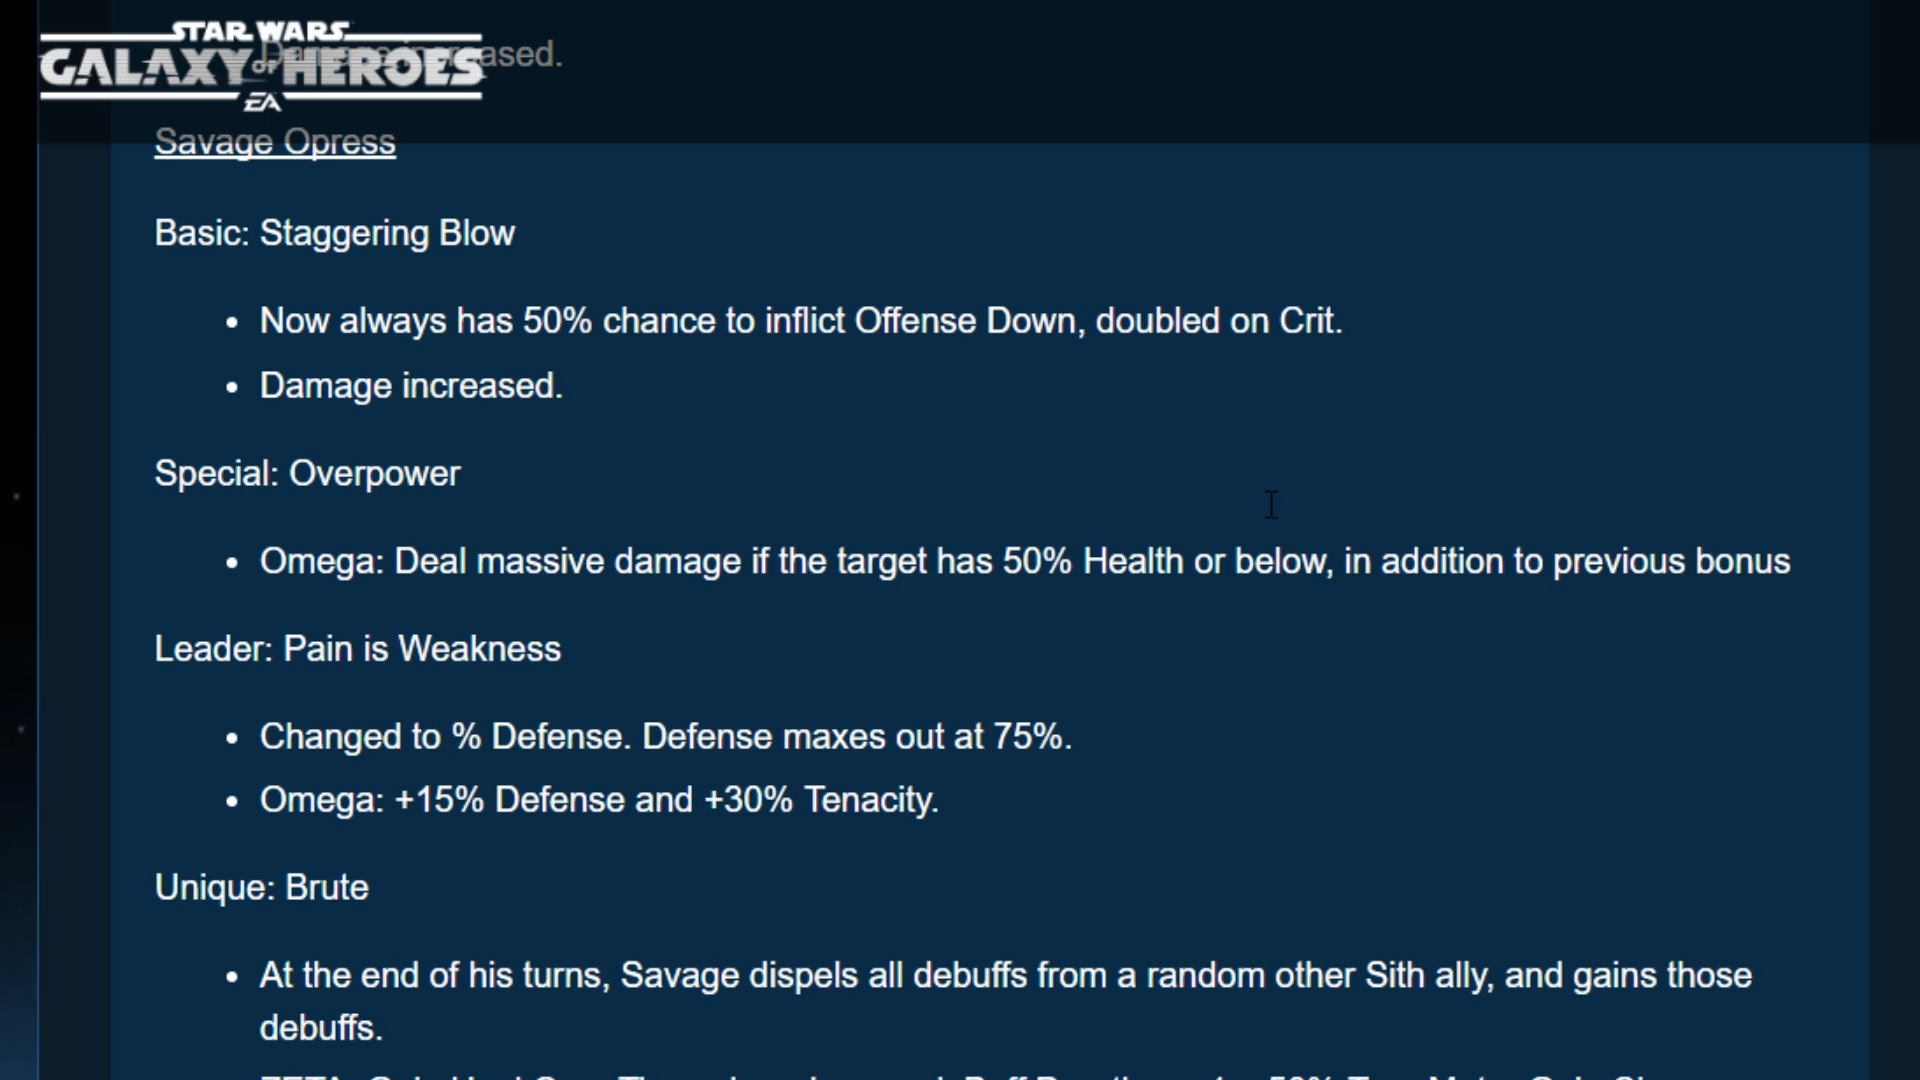 STAR WARS
GALAXY OF HEROES
EA
Damage increased.
Savage Opress
Basic: Staggering Blow
• Now always has 50% chance to inflict Offense Down, doubled on Crit.
• Damage increased.
Special: Overpower
• Omega: Deal massive damage if the target has 50% Health or below, in addition to previous bonus
Leader: Pain is Weakness
• Changed to % Defense. Defense maxes out at 75%.
• Omega: +15% Defense and +30% Tenacity.
Unique: Brute
• At the end of his turns, Savage dispels all debuffs from a random other Sith ally, and gains those
debuffs.